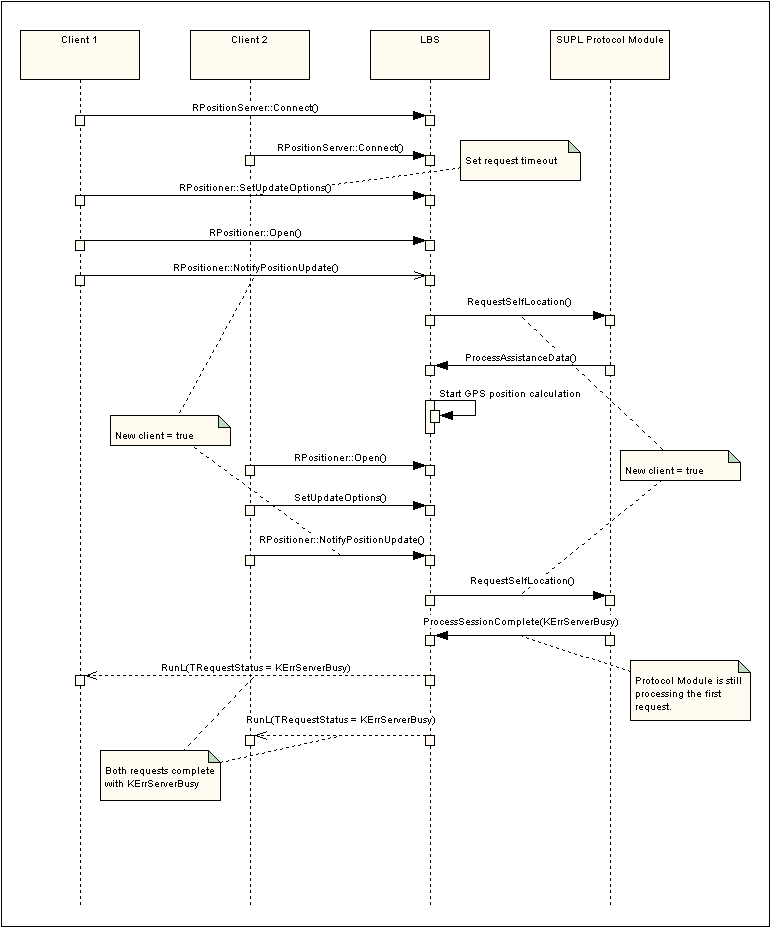 Client 1
Client 2
LBS
SUPL Protocol Module
RPositionServer::Connect()
RPositionServer::Connect()
Set request timeout
RPositioner::SetUpdateOptions()
RPositioner::Open()
RPositioner::NotifyPositionUpdate()
RequestSelfLocation()
ProcessAssistanceData()
Start GPS position calculation
New client = true
RPositioner::Open()
New client = true
SetUpdateOptions()
RPositioner::NotifyPositionUpdate()
RequestSelfLocation()
ProcessSessionComplete(KErrServerBusy)
RunL(TRequestStatus = KErrServerBusy)
Protocol Module is still
processing the first
request.
RunL(TRequestStatus = KErrServerBusy)
Both requests complete
with KErrServerBusy